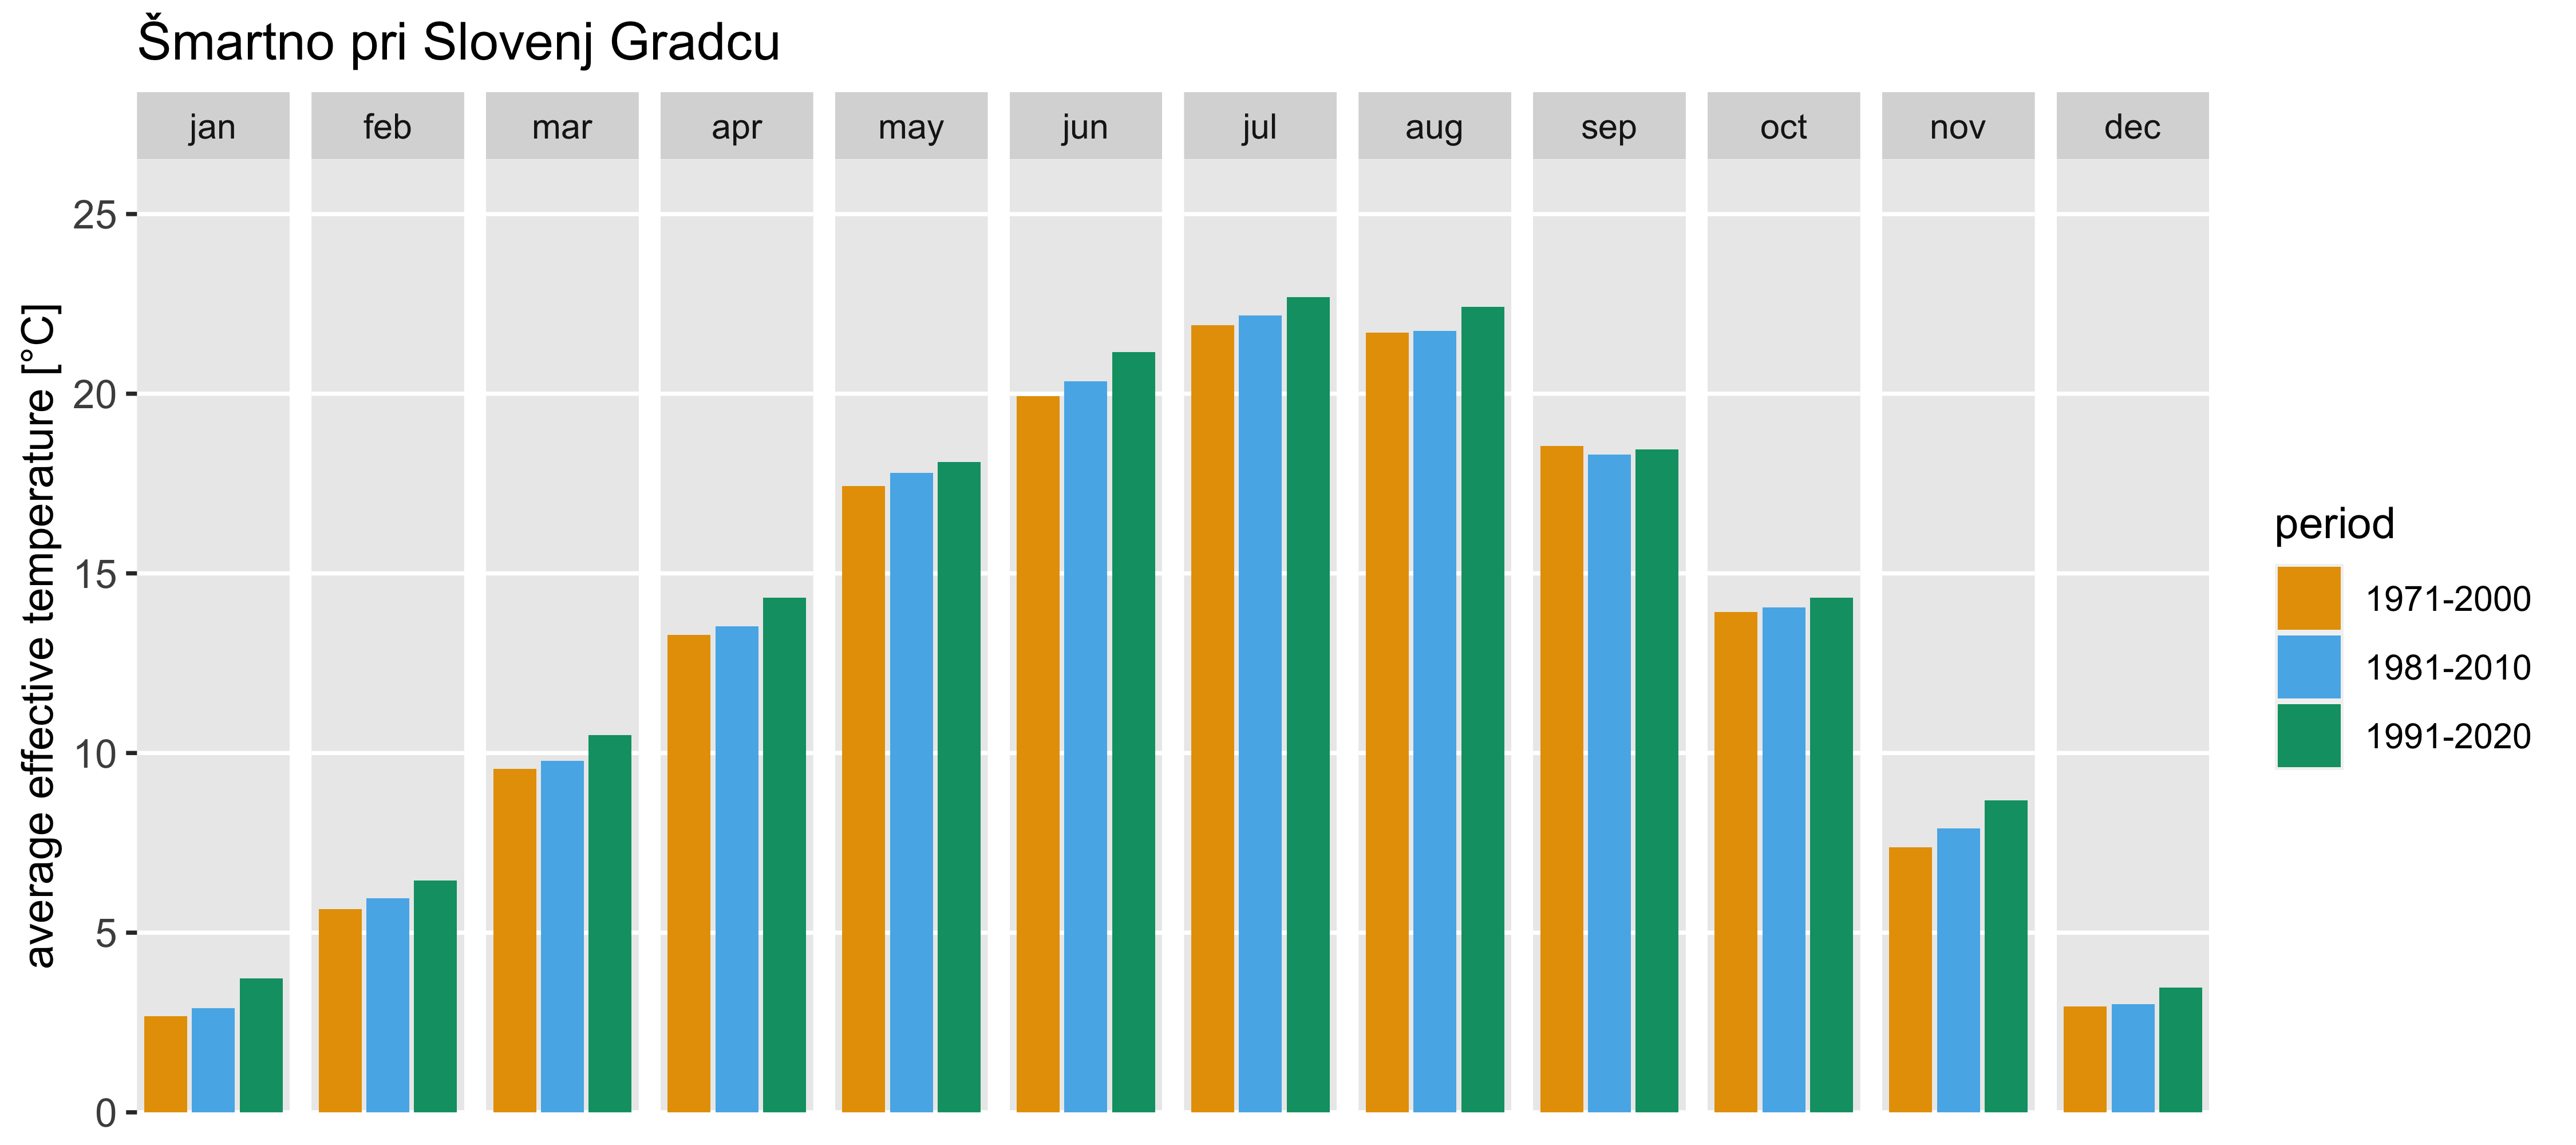 Šmartno pri Slovenj Gradcu
jan feb mar apr may jun jul aug sep oct nov dec
average effective temperature [°C]
25
20
15
10
5
0
period
1971-2000
1981-2010
1991-2020